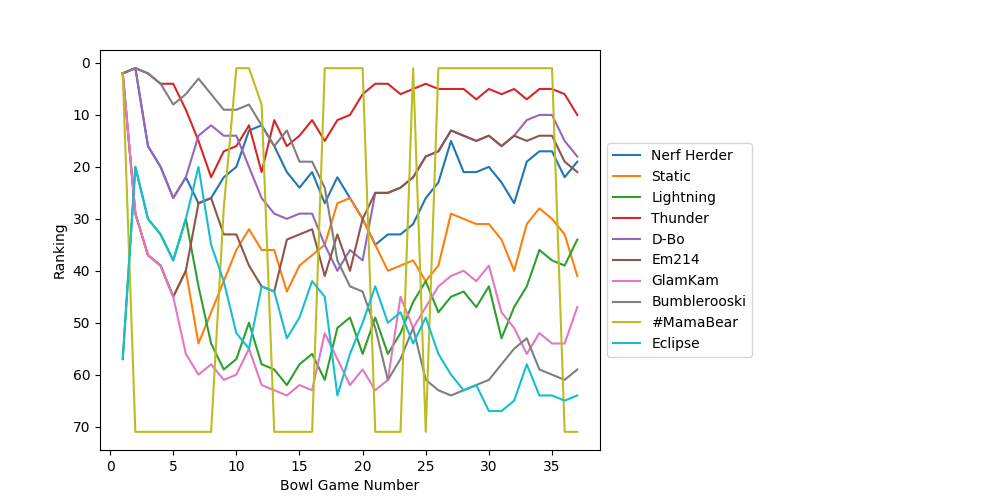 0
10
20
30
40
50
60
70
Ranking
0 5 10 15 20 25 30 35
Bowl Game Number
Nerf Herder
Static
Lightning
Thunder
D-Bo
Em214
GlamKam
Bumblerooski
#MamaBear
Eclipse